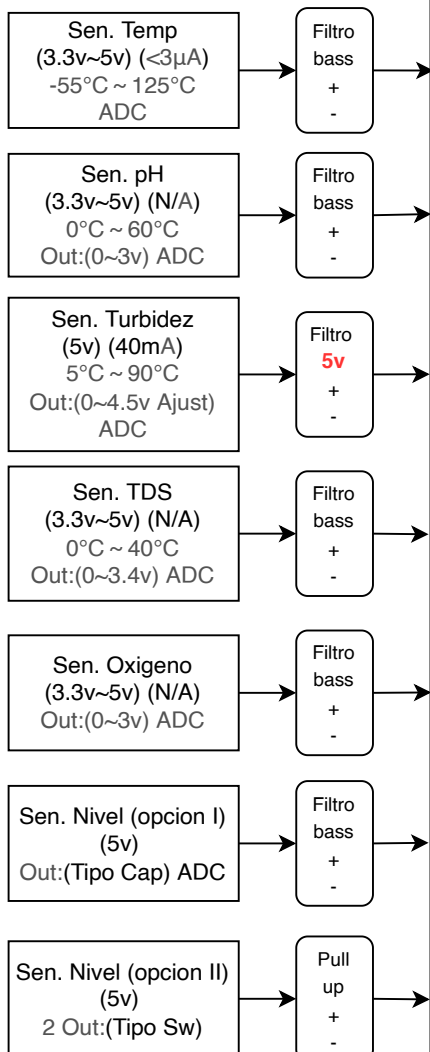 Sen. Temp
(3.3v~5v) (<3µA)
-55°C ~ 125°C
ADC
Filtro
bass
+
-
Sen. pH
(3.3v~5v) (N/A)
0°C ~ 60°C
Out:(0~3v) ADC
Filtro
bass
+
-
Sen. Turbidez
(5v) (40mA)
5°C ~ 90°C
Out:(0~4.5v Ajust)
ADC
Filtro
5v
+
-
Sen. TDS
(3.3v~5v) (N/A)
0°C ~ 40°C
Out:(0~3.4v) ADC
Filtro
bass
+
-
Sen. Oxigeno
(3.3v~5v) (N/A)
Out:(0~3v) ADC
Filtro
bass
+
-
Sen. Nivel (opcion I)
(5v)
Out:(Tipo Cap) ADC
Filtro
bass
+
-
Sen. Nivel (opcion II)
(5v)
2 Out:(Tipo Sw)
Pull
up
+
-